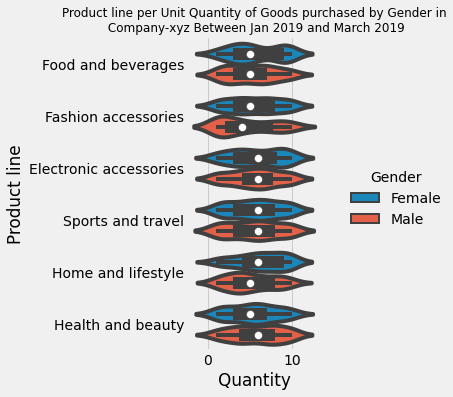 Product line per Unit Quantity of Goods purchased by Gender in
Company-xyz Between Jan 2019 and March 2019
Product line
Food and beverages
Fashion accessories
Electronic accessories
Sports and travel
Home and lifestyle
Health and beauty
0 10
Quantity
Gender
Female
Male